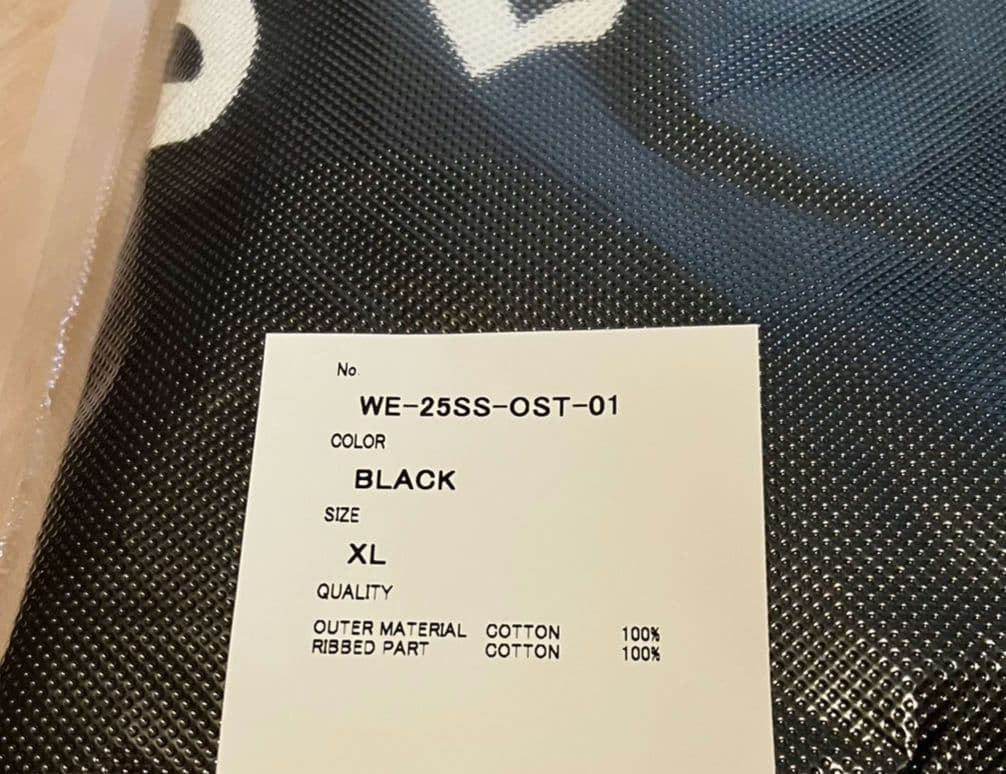 No.
WE-25SS-OST-01
COLOR
BLACK
SIZE
XL
QUALITY
OUTER MATERIAL COTTON 100%
RIBBED PART COTTON 100%